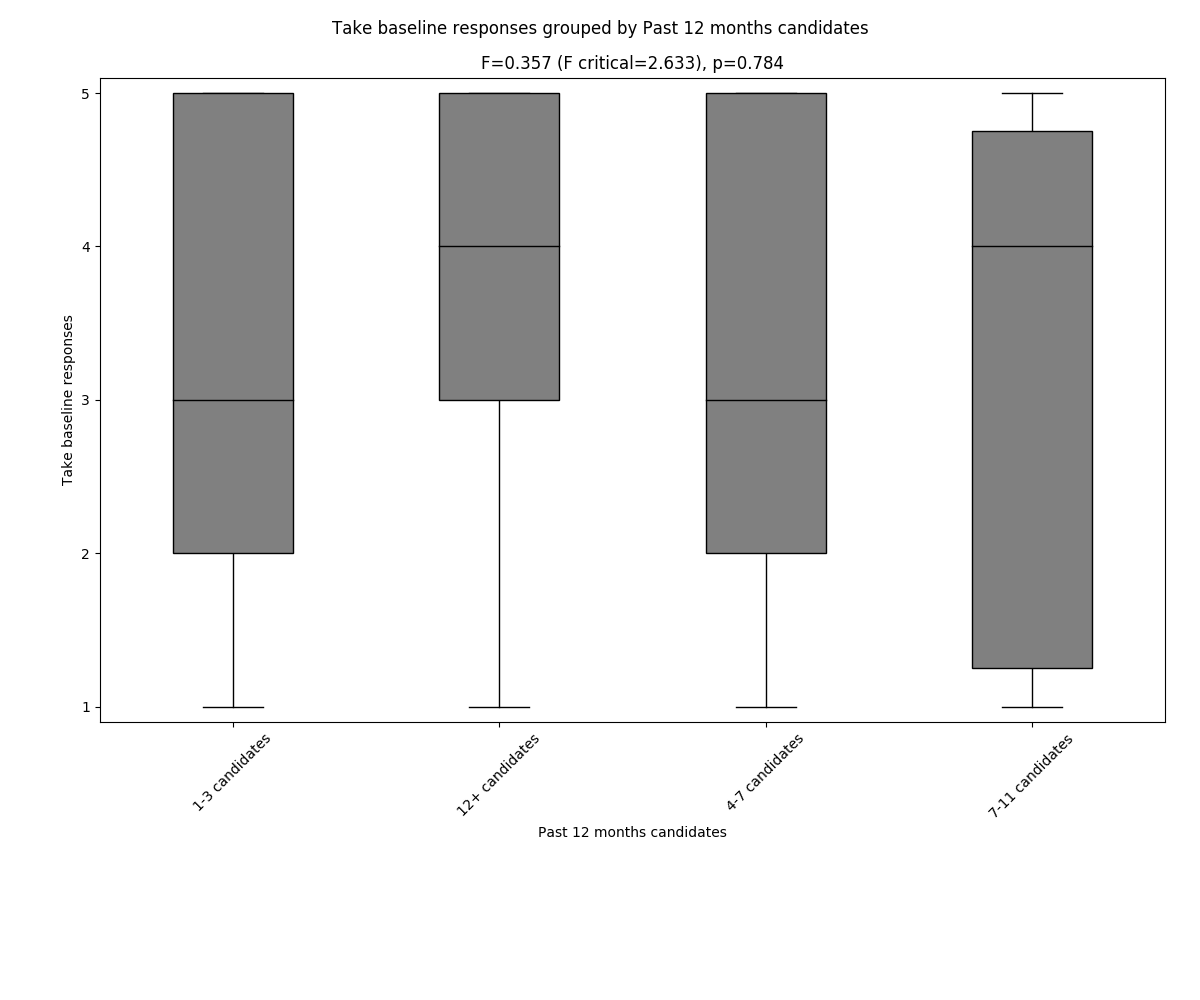 Take baseline responses grouped by Past 12 months candidates
F=0.357 (F critical=2.633), p=0.784
5
4
3
2
1
Take baseline responses
1-3 candidates
12+ candidates
4-7 candidates
7-11 candidates
Past 12 months candidates